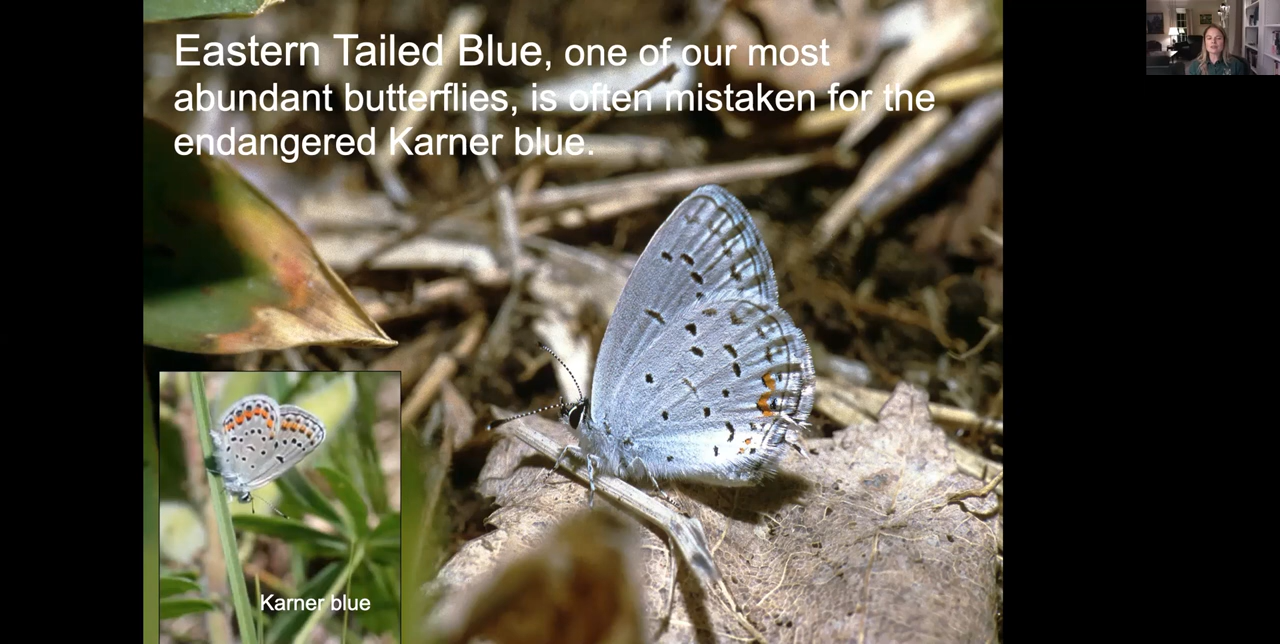 Eastern Tailed Blue, one of our most
abundant butterflies, is often mistaken for the
endangered Karner blue.
Karner blue